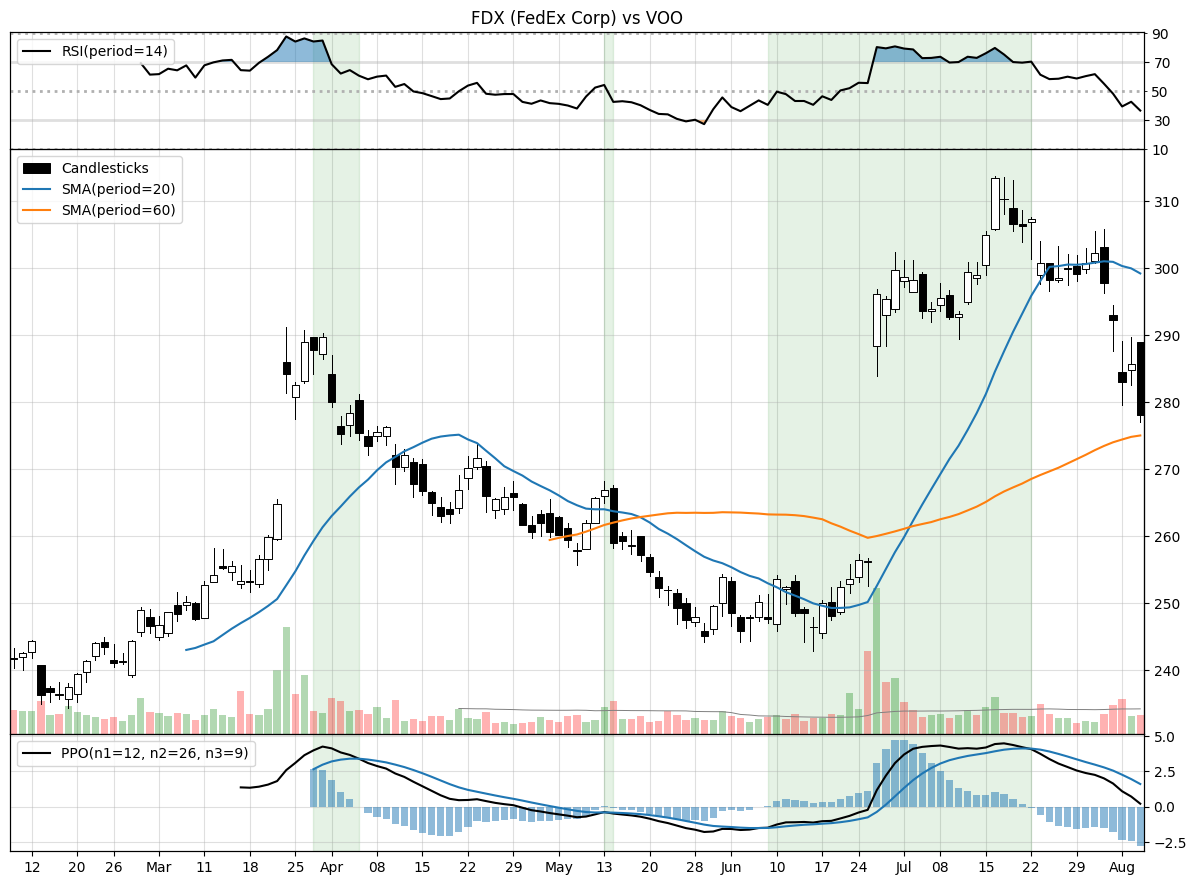 FDX (FedEx Corp) vs VOO
RSI(period=14)
90
70
50
30
10
Candlesticks
SMA(period=20)
SMA(period=60)
310
300
290
280
270
260
250
240
PPO(n1=12, n2=26, n3=9)
5.0
2.5
0.0
−2.5
12 20 26 Mar 11 18 25 Apr 08 15 22 29 May 13 20 28 Jun 10 17 24 Jul 08 15 22 29 Aug